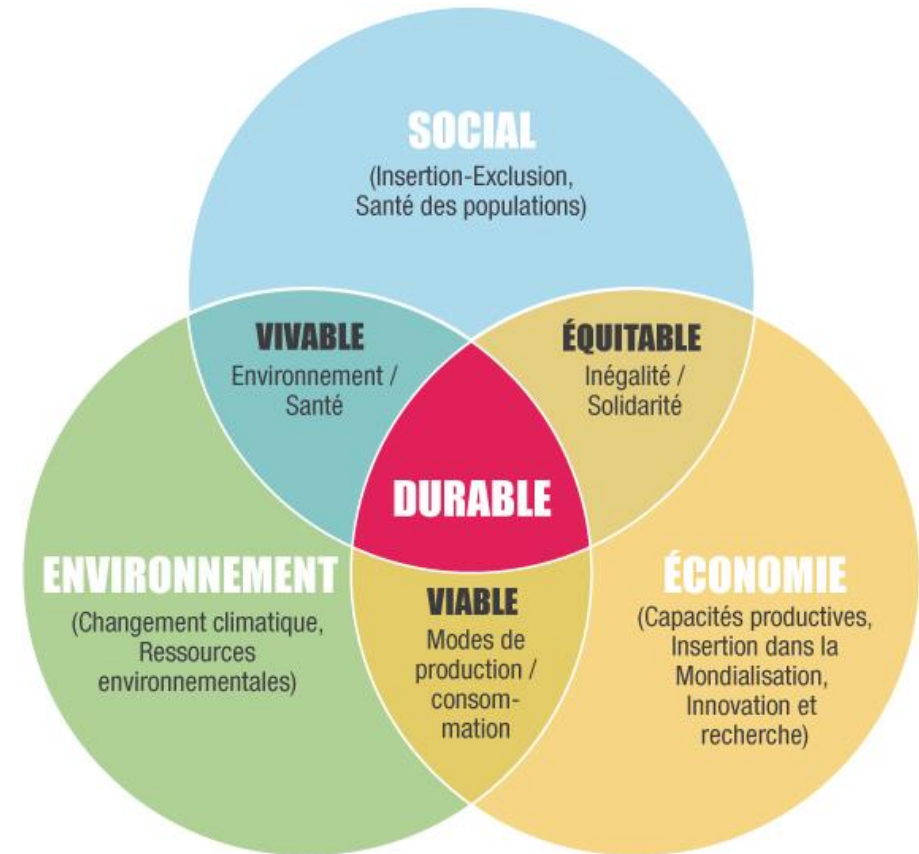 SOCIAL
(Insertion-Exclusion,
Santé des populations)
VIVABLE
Environnement /
Santé
ÉQUITABLE
Inégalité /
Solidarité
DURABLE
ENVIRONNEMENT
(Changement climatique,
Ressources
environnementales)
VIABLE
Modes de
production /
consom-
mation
ÉCONOMIE
(Capacités productives,
Insertion dans la
Mondialisation,
Innovation et
recherche)